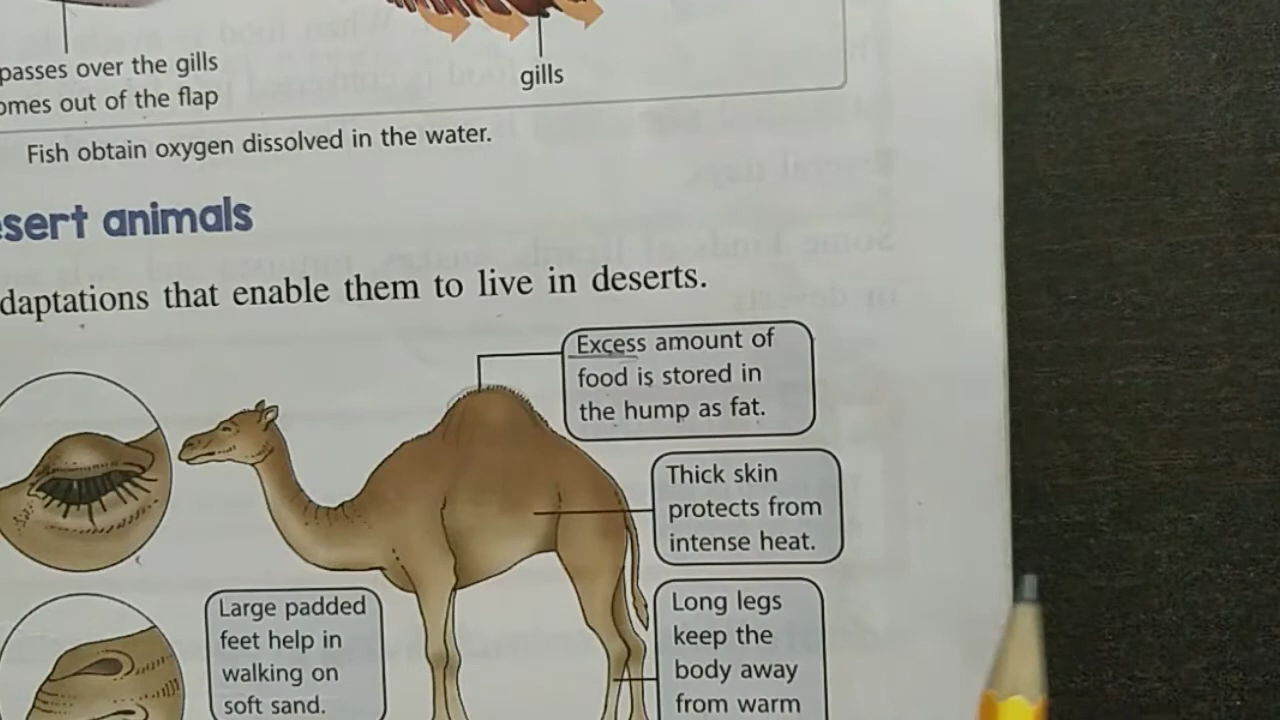 passes over the gills
omes out of the flap
gills
Fish obtain oxygen dissolved in the water.
esert animals
daptations that enable them to live in deserts.
Excess amount of
food is stored in
the hump as fat.
Thick skin
protects from
intense heat.
Large padded
feet help in
walking on
soft sand.
Long legs
keep the
body away
from warm